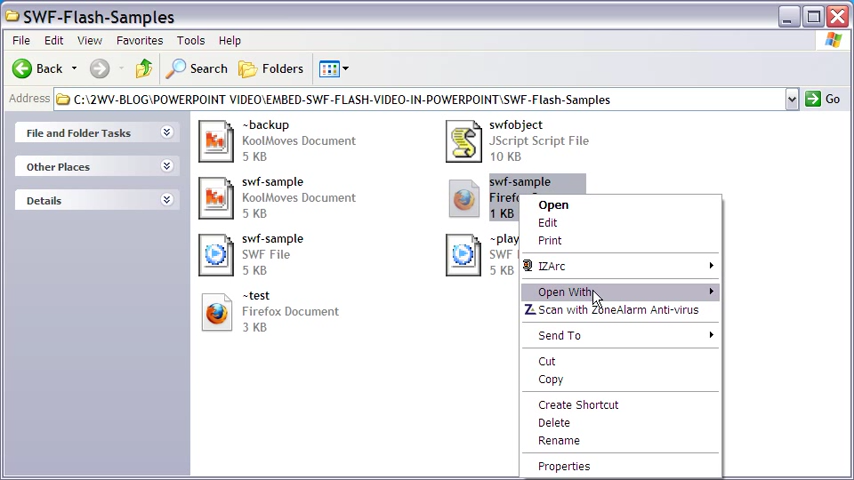 SWF-Flash-Samples
File Edit View Favorites Tools Help
Back Search Folders
Address C:\2WV-BLOG\POWERPOINT VIDEO\EMBED-SWF-FLASH-VIDEO-IN-POWERPOINT\SWF-Flash-Samples Go
File and Folder Tasks
Other Places
Details
~backup
KoolMoves Document
5 KB
swfobject
JScript Script File
10 KB
swf-sample
KoolMoves Document
5 KB
swf-sample
Firefo
1 KB
swf-sample
SWF File
5 KB
~play
SWF
5 KB
~test
Firefox Document
3 KB
Open
Edit
Print
IZArc
Open With
Scan with ZoneAlarm Anti-virus
Send To
Cut
Copy
Create Shortcut
Delete
Rename
Properties